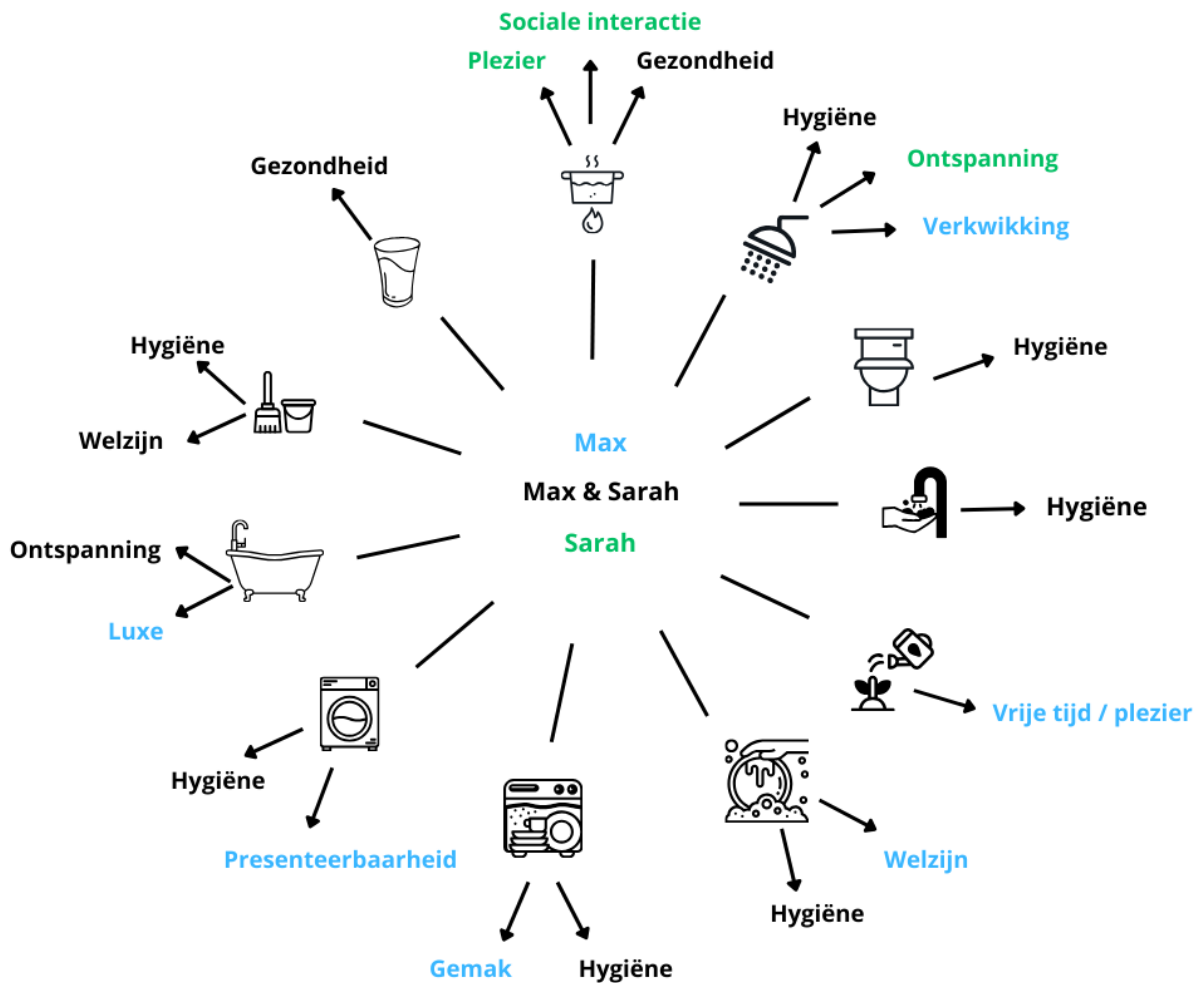 Sociale interactie
Plezier
Gezondheid
Hygiëne
Ontspanning
Verkwikking
Gezondheid
Hygiëne
Hygiëne
Welzijn
Max
Max & Sarah
Sarah
Hygiëne
Ontspanning
Luxe
Vrije tijd / plezier
Hygiëne
Presenteerbaarheid
Welzijn
Hygiëne
Gemak
Hygiëne